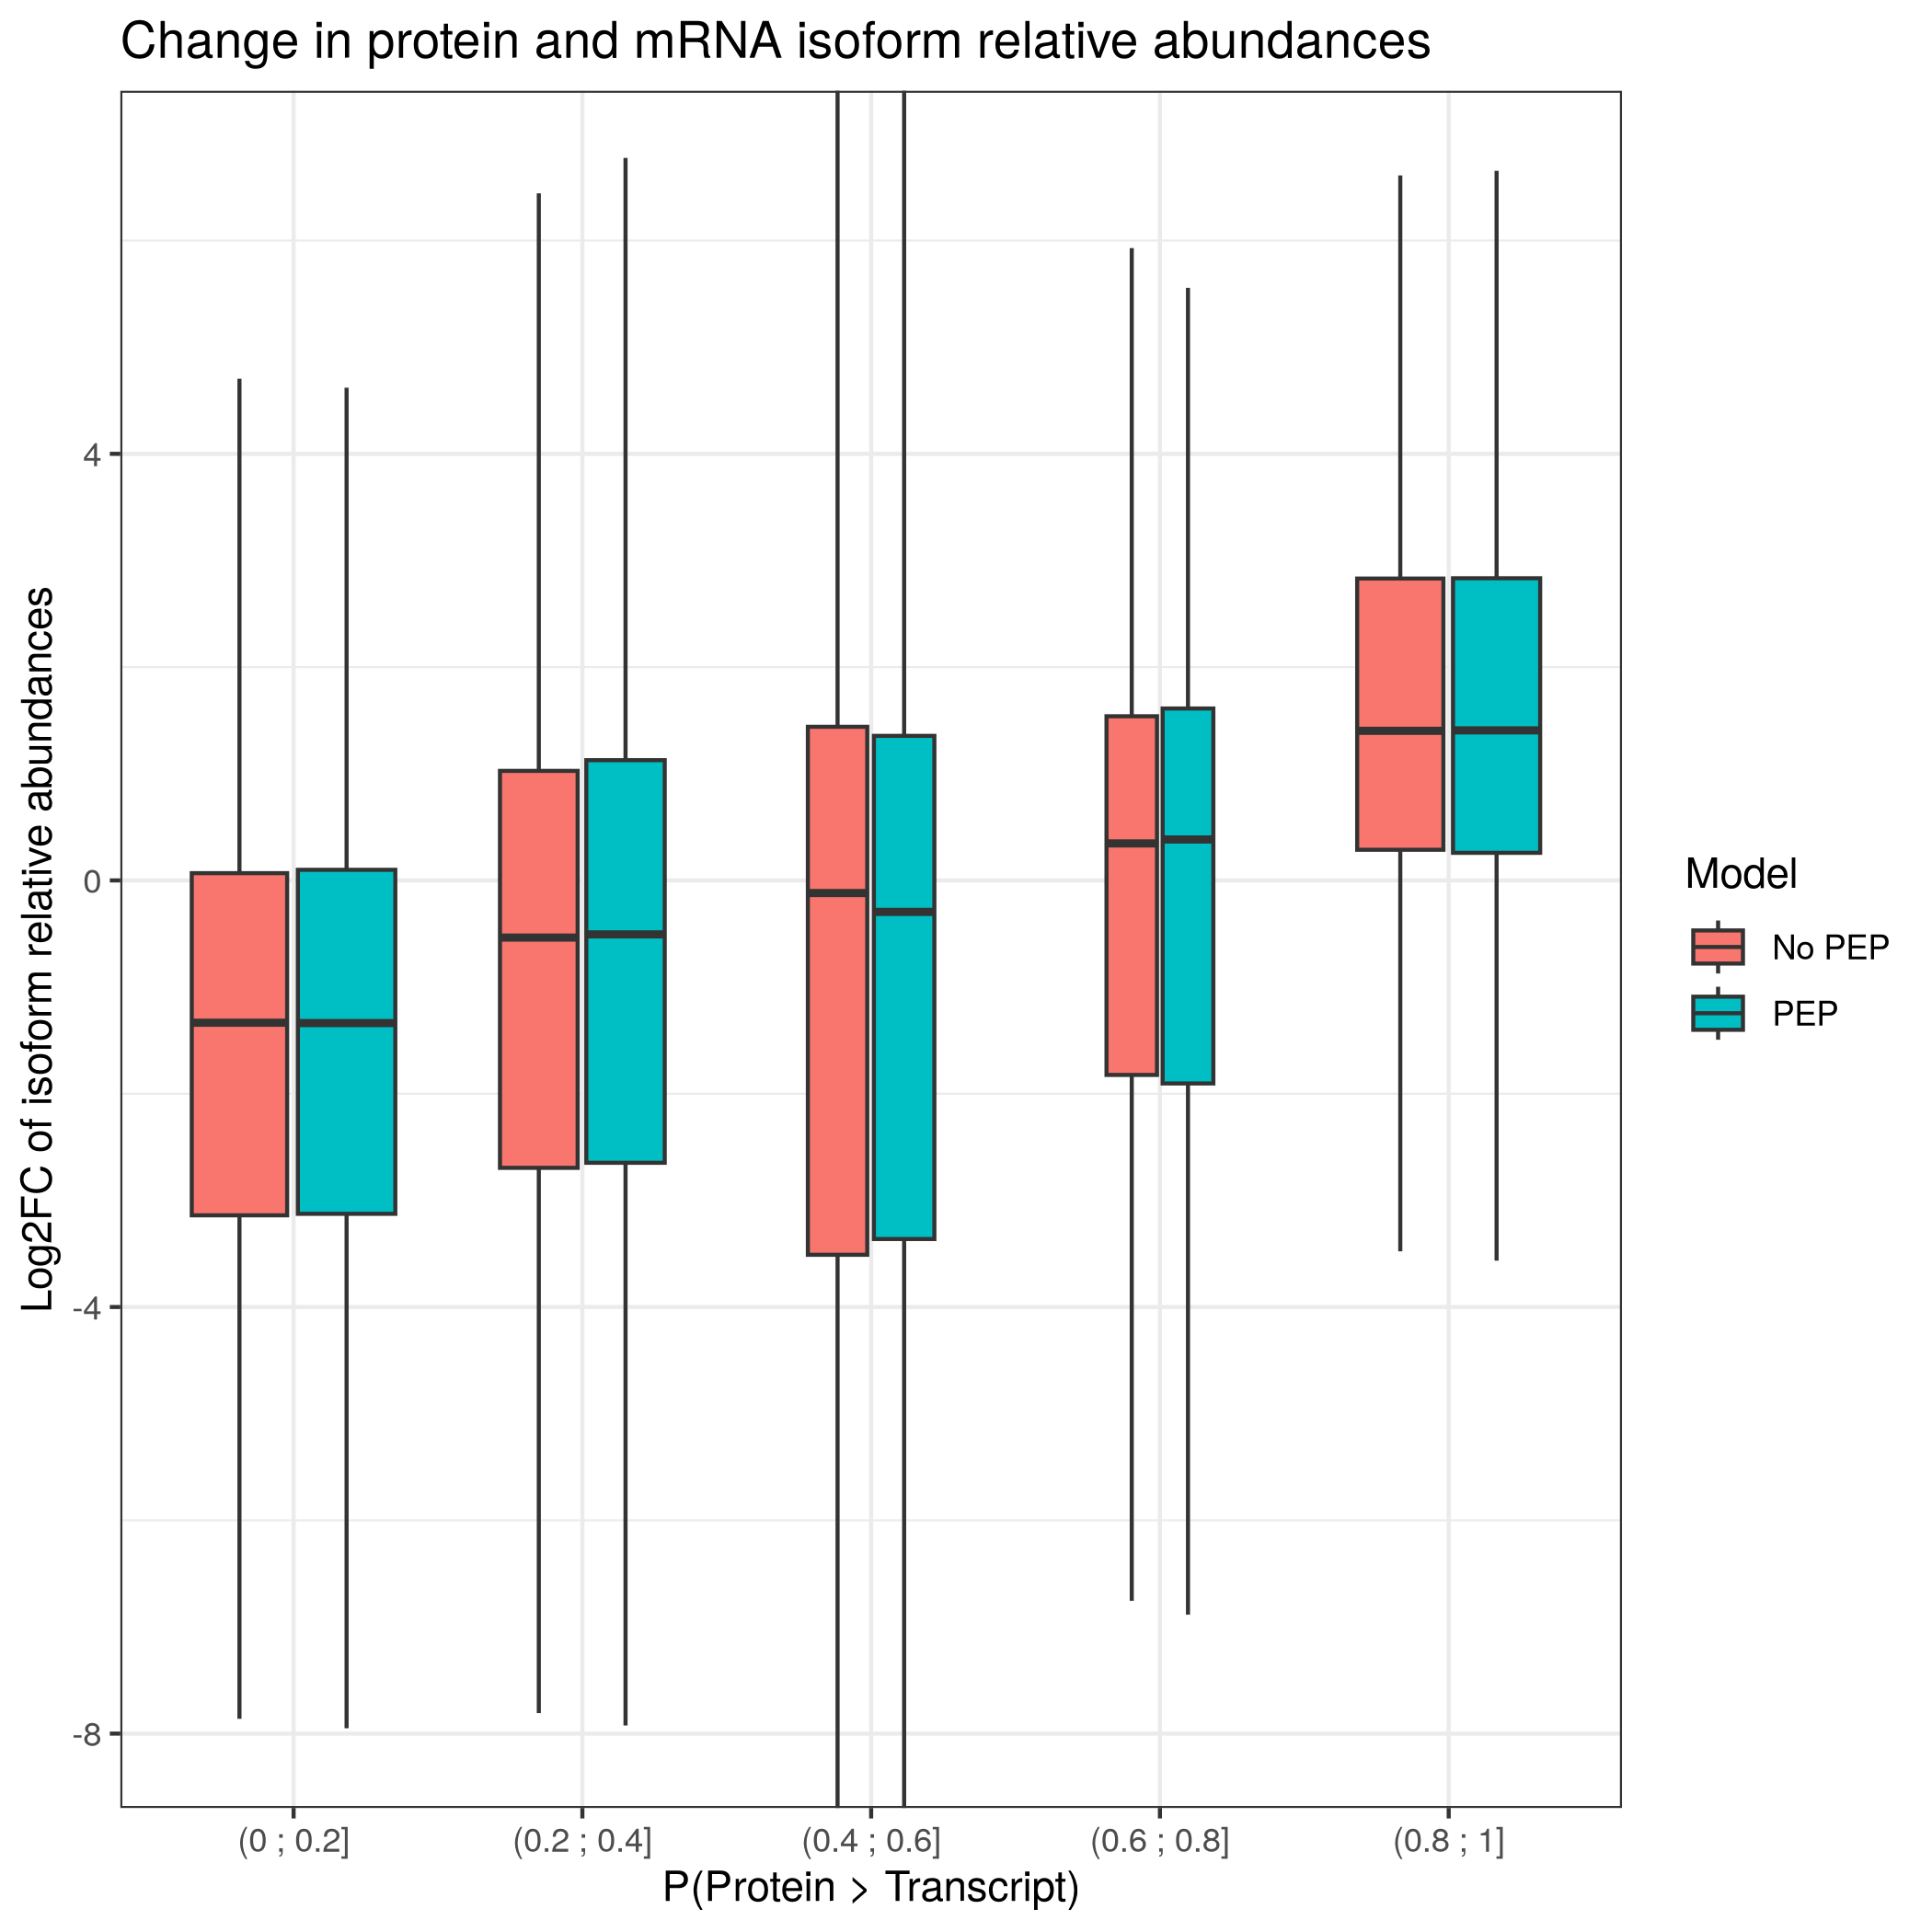 Change in protein and mRNA isoform relative abundances
Log2FC of isoform relative abundances
4
0
-4
-8
(0 ; 0.2]
(0.2 ; 0.4]
(0.4 ; 0.6]
(0.6 ; 0.8]
(0.8 ; 1]
P(Protein > Transcript)
Model
No PEP
PEP